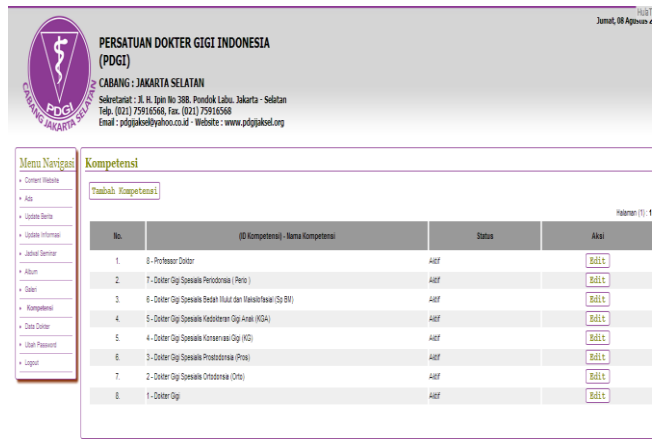 Jumat, 08 Agustus 2
PERSATUAN DOKTER GIGI INDONESIA
(PDGI)
CABANG : JAKARTA SELATAN
Sekretariat : Jl. H. Ipin No 38B. Pondok Labu. Jakarta - Selatan
Telp. (021) 75916568, Fax. (021) 75916568
Email : pdgijaksel@yahoo.co.id - Website : www.pdgijaksel.org
PDGI
CABANG JAKARTA SELATAN
Menu Navigasi
Content Website
Ada
Update Berita
Update Informasi
Jadwal Seminar
Album
Galeri
Kompetensi
Data Dokter
Ubah Password
Logout
Kompetensi
Tambah Kompetensi
Halaman (1) : 1
No. (ID Kompetensi) - Nama Kompetensi Status Aksi
1. 8 - Professor Doktor Aktif Edit
2. 7 - Dokter Gigi Spesialis Periodonsia ( Perio ) Aktif Edit
3. 6 - Dokter Gigi Spesialis Bedah Mulut dan Maksilofasial (Sp BM) Aktif Edit
4. 5 - Dokter Gigi Spesialis Kedokteran Gigi Anak (KGA) Aktif Edit
5. 4 - Dokter Gigi Spesialis Konservasi Gigi (KG) Aktif Edit
6. 3 - Dokter Gigi Spesialis Prostodonsia (Pros) Aktif Edit
7. 2 - Dokter Gigi Spesialis Ortodonsia (Orto) Aktif Edit
8. 1 - Dokter Gigi Aktif Edit